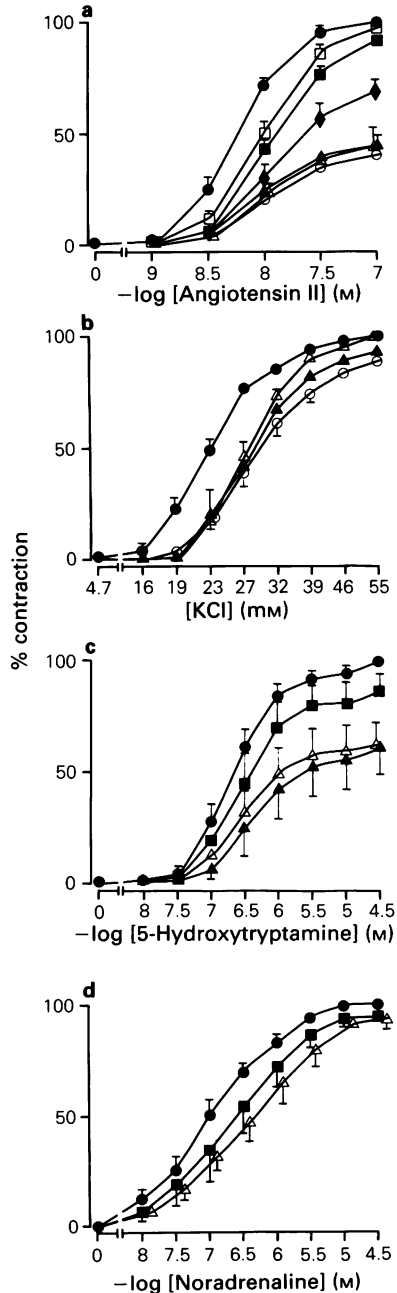 a
100
50
0
0 9 8.5 8 7.5 7
−log [Angiotensin II] (M)
b
100
50
0
4.7 16 19 23 27 32 39 46 55
[KCl] (mM)
% contraction
c
100
50
0
0 8 7.5 7 6.5 6 5.5 5 4.5
−log [5-Hydroxytryptamine] (M)
d
100
50
0
0 8 7.5 7 6.5 6 5.5 5 4.5
−log [Noradrenaline] (M)